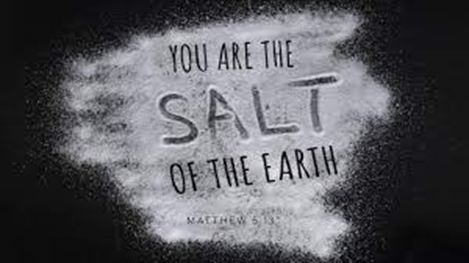 YOU ARE THE
SALT
OF THE EARTH
MATTHEW 5:13